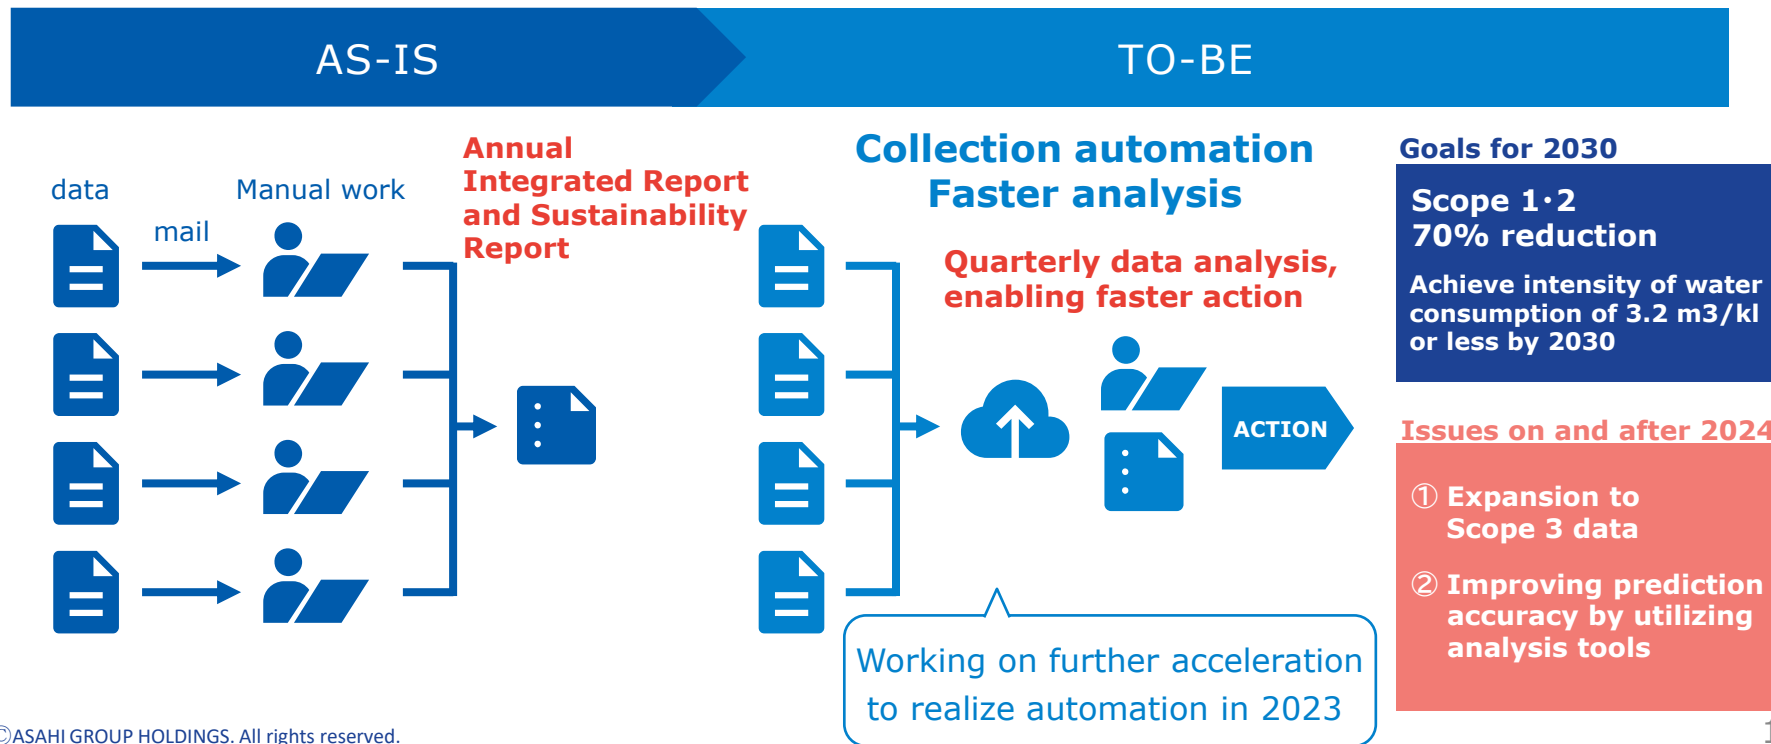 AS-IS
TO-BE
data
mail
Manual work
Annual
Integrated Report
and Sustainability
Report
Collection automation
Faster analysis
Quarterly data analysis,
enabling faster action
ACTION
Working on further acceleration
to realize automation in 2023
Goals for 2030
Scope 1・2
70% reduction
Achieve intensity of water
consumption of 3.2 m3/kl
or less by 2030
Issues on and after 2024
① Expansion to
Scope 3 data
② Improving prediction
accuracy by utilizing
analysis tools
©ASAHI GROUP HOLDINGS. All rights reserved.